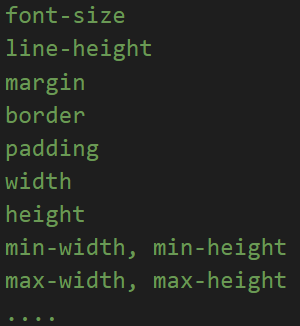 font-size
line-height
margin
border
padding
width
height
min-width, min-height
max-width, max-height
....